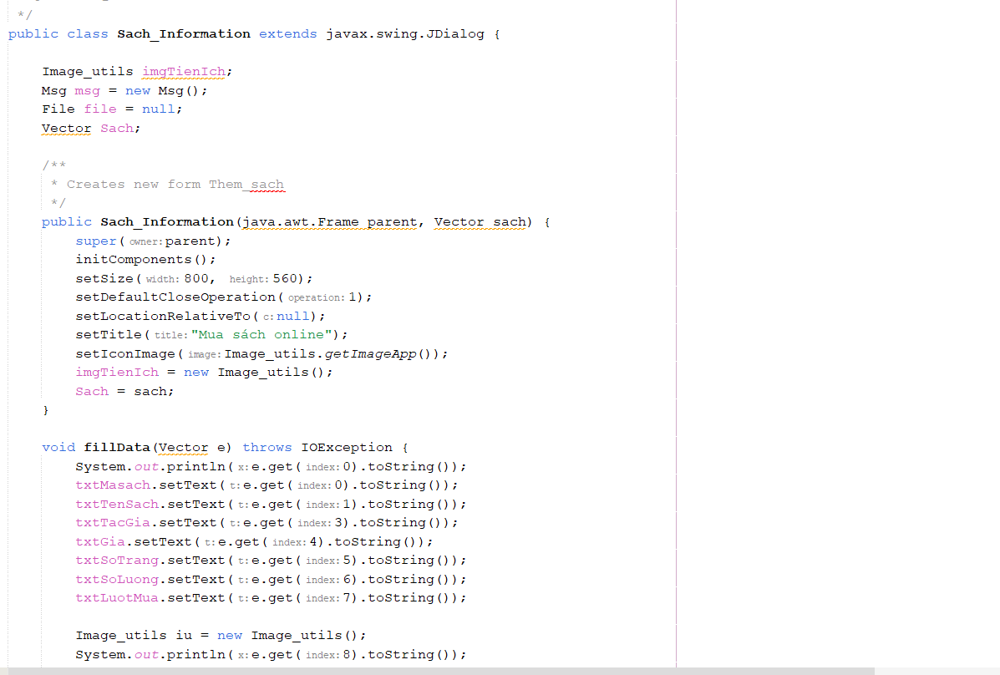 */
public class Sach_Information extends javax.swing.JDialog {
Image_utils imgTienIch;
Msg msg = new Msg();
File file = null;
Vector Sach;
/**
* Creates new form Them_sach
*/
public Sach_Information(java.awt.Frame parent, Vector sach) {
super( owner: parent);
initComponents();
setSize( width: 800, height: 560);
setDefaultCloseOperation( operation: 1);
setLocationRelativeTo( c: null);
setTitle( title: "Mua sách online");
setIconImage( image: Image_utils.getImageApp());
imgTienIch = new Image_utils();
Sach = sach;
}
void fillData(Vector e) throws IOException {
System.out.println( x: e.get( index: 0).toString());
txtMasach.setText( t: e.get( index: 0).toString());
txtTenSach.setText( t: e.get( index: 1).toString());
txtTacGia.setText( t: e.get( index: 3).toString());
txtGia.setText( t: e.get( index: 4).toString());
txtSoTrang.setText( t: e.get( index: 5).toString());
txtSoLuong.setText( t: e.get( index: 6).toString());
txtLuotMua.setText( t: e.get( index: 7).toString());
Image_utils iu = new Image_utils();
System.out.println( x: e.get( index: 8).toString());